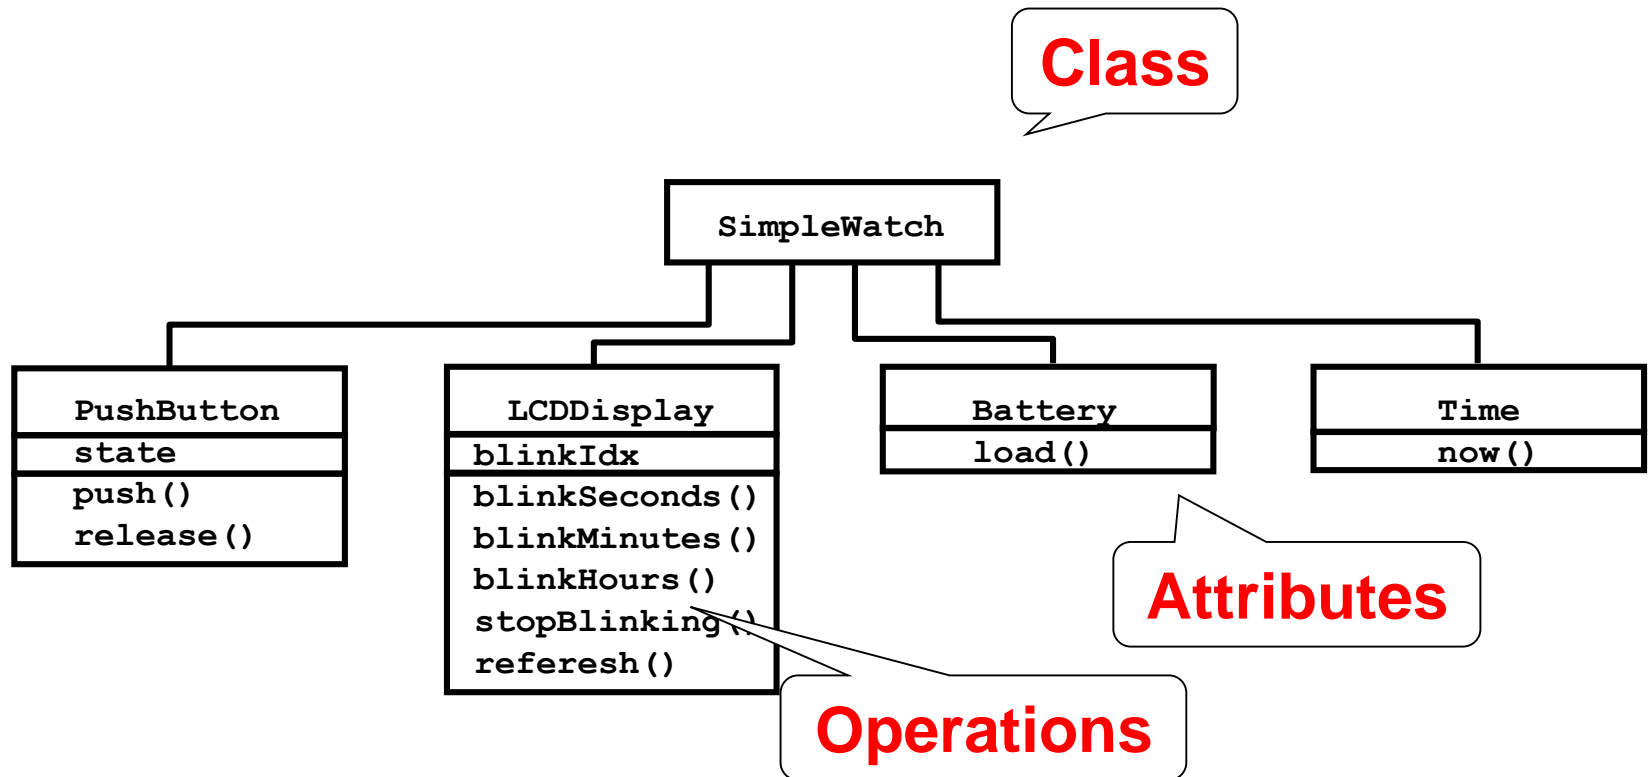 Class
SimpleWatch
PushButton
state
push()
release()
LCDDisplay
blinkIdx
blinkSeconds()
blinkMinutes()
blinkHours()
stopBlinking()
referesh()
Battery
load()
Time
now()
Attributes
Operations